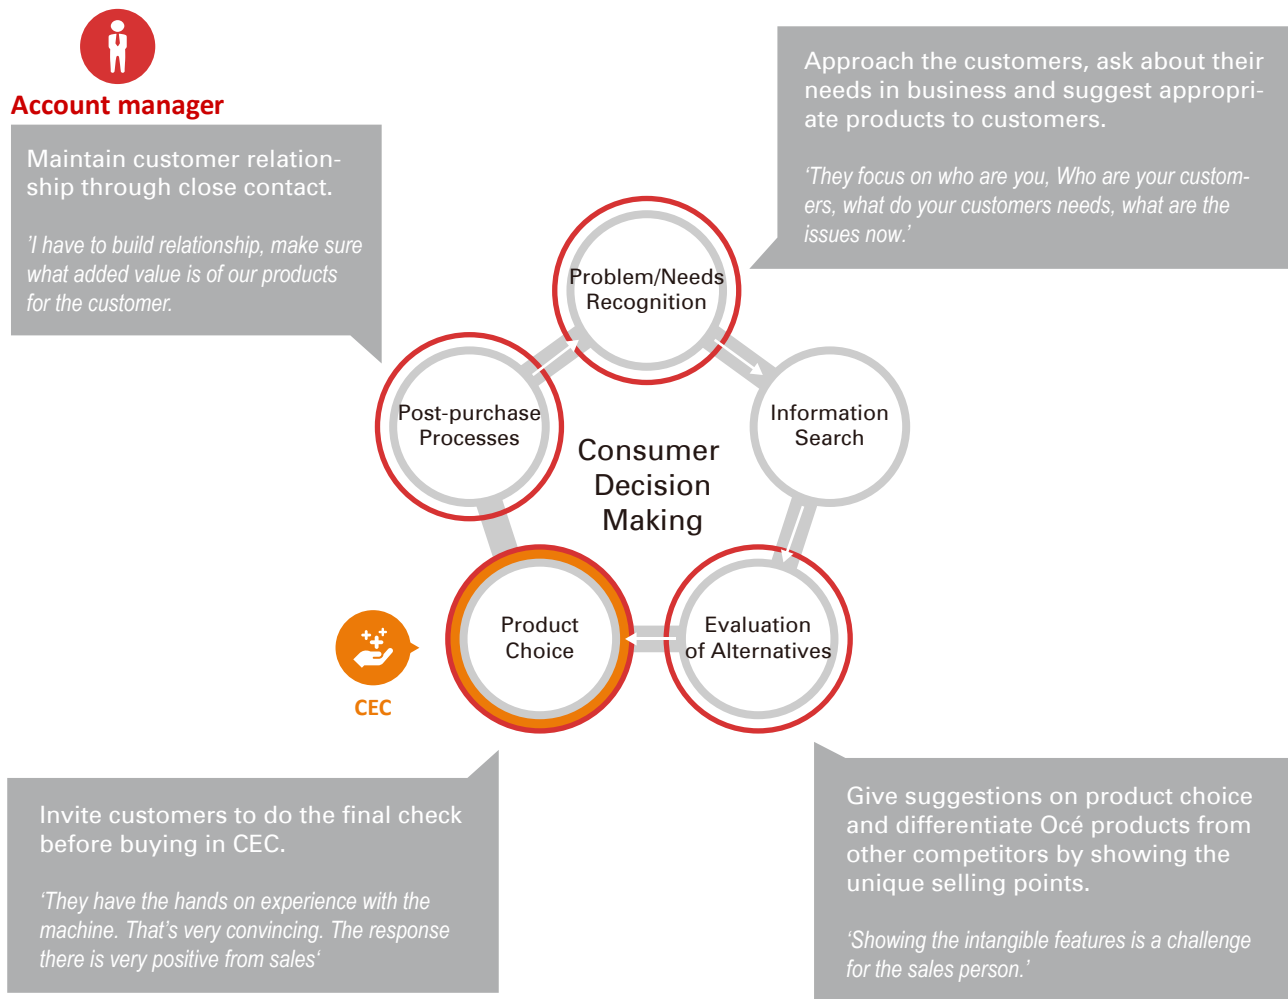 Account manager
Maintain customer relation-
ship through close contact.
’I have to build relationship, make sure
what added value is of our products
for the customer.
Approach the customers, ask about their
needs in business and suggest appropri-
ate products to customers.
‘They focus on who are you, Who are your custom-
ers, what do your customers needs, what are the
issues now.’
Problem/Needs
Recognition
Post-purchase
Processes
Information
Search
Consumer
Decision
Making
Product
Choice
Evaluation
of Alternatives
CEC
Invite customers to do the final check
before buying in CEC.
‘They have the hands on experience with the
machine. That’s very convincing. The response
there is very positive from sales‘
Give suggestions on product choice
and differentiate Océ products from
other competitors by showing the
unique selling points.
‘Showing the intangible features is a challenge
for the sales person.’